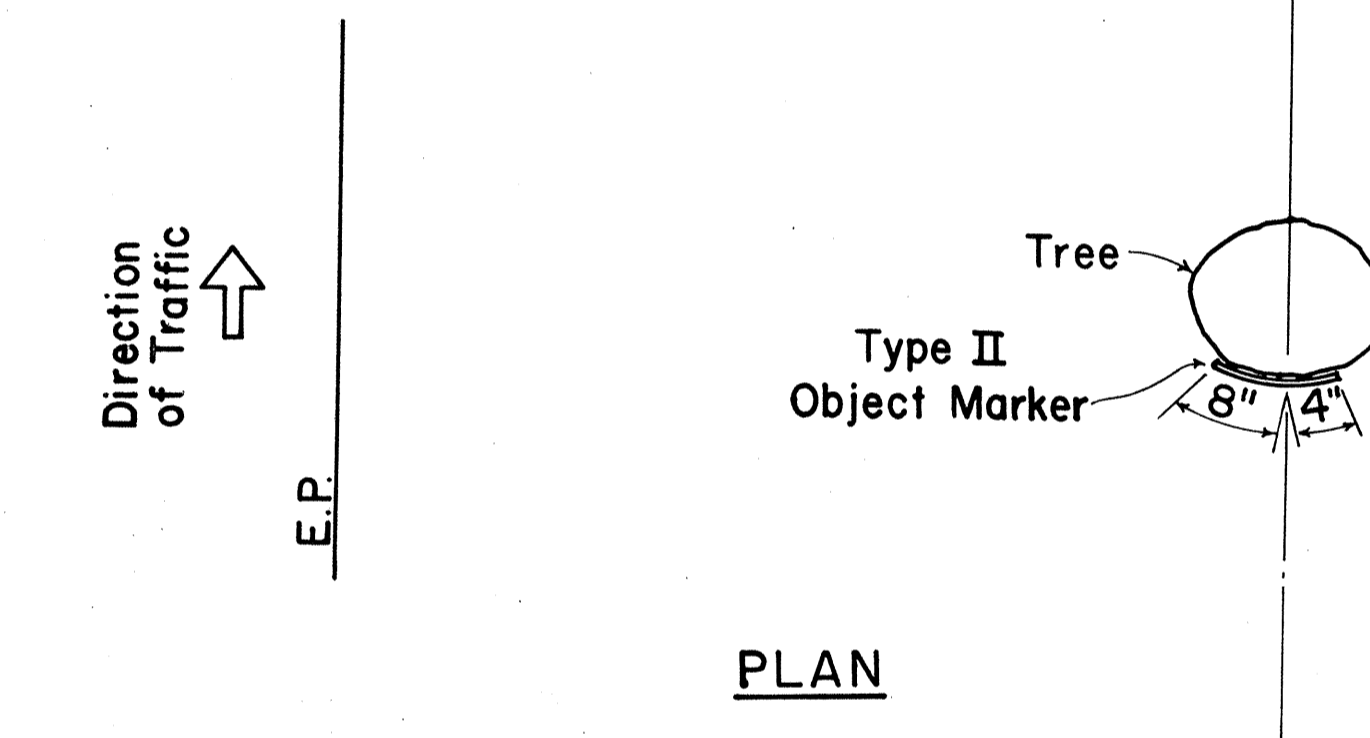 Direction
of Traffic
E.P.
Tree
Type II
Object Marker
8" 4"
PLAN